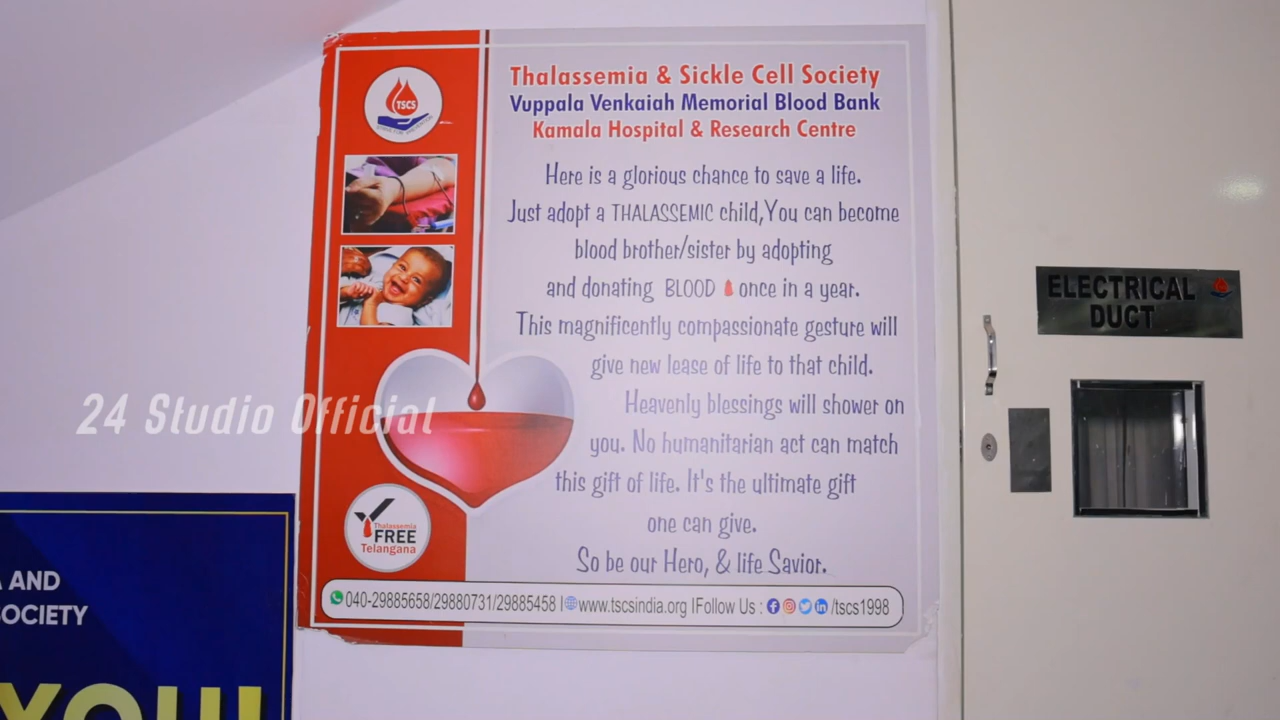 Thalassemia & Sickle Cell Society
Vuppala Venkaiah Memorial Blood Bank
Kamala Hospital & Research Centre
TSCS
Here is a glorious chance to save a life.
Just adopt a THALASSEMIC child,You can become
blood brother/sister by adopting
and donating BLOOD once in a year.
This magnificently compassionate gesture will
give new lease of life to that child.
Heavenly blessings will shower on
you. No humanitarian act can match
this gift of life. It's the ultimate gift
one can give.
So be our Hero, & life Savior.
Thalassemia
FREE
Telangana
040-29885658/29880731/29885458 | www.tscsindia.org |Follow Us : /tscs1998
ELECTRICAL
DUCT
24 Studio Official
AND
SOCIETY
YOU!